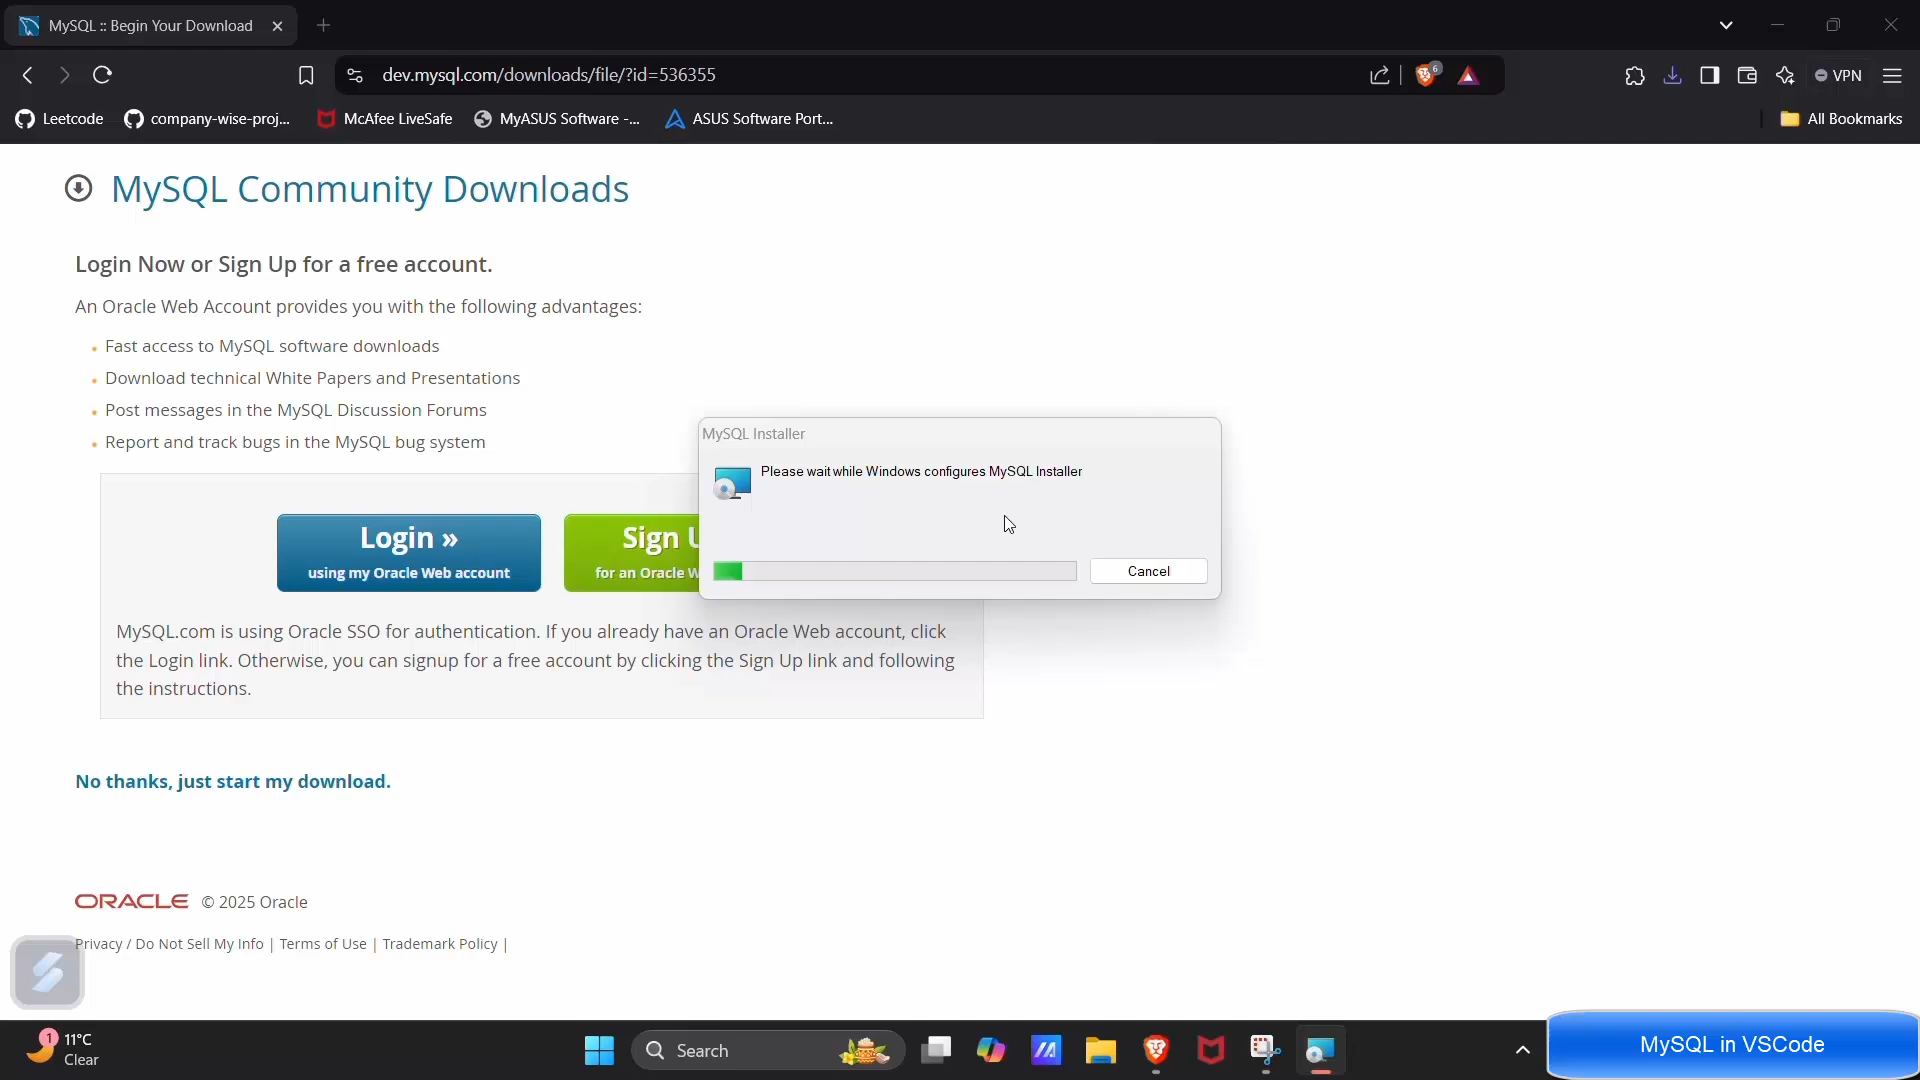 MySQL :: Begin Your Download
dev.mysql.com/downloads/file/?id=536355
6
VPN
Leetcode
company-wise-proj...
McAfee LiveSafe
MyASUS Software -...
ASUS Software Port...
All Bookmarks
MySQL Community Downloads
Login Now or Sign Up for a free account.
An Oracle Web Account provides you with the following advantages:
Fast access to MySQL software downloads
Download technical White Papers and Presentations
Post messages in the MySQL Discussion Forums
Report and track bugs in the MySQL bug system
MySQL Installer
Please wait while Windows configures MySQL Installer
Cancel
Login »
using my Oracle Web account
Sign U
for an Oracle W
MySQL.com is using Oracle SSO for authentication. If you already have an Oracle Web account, click
the Login link. Otherwise, you can signup for a free account by clicking the Sign Up link and following
the instructions.
No thanks, just start my download.
ORACLE © 2025 Oracle
Privacy / Do Not Sell My Info | Terms of Use | Trademark Policy |
1
11°C
Clear
Search
MySQL in VSCode